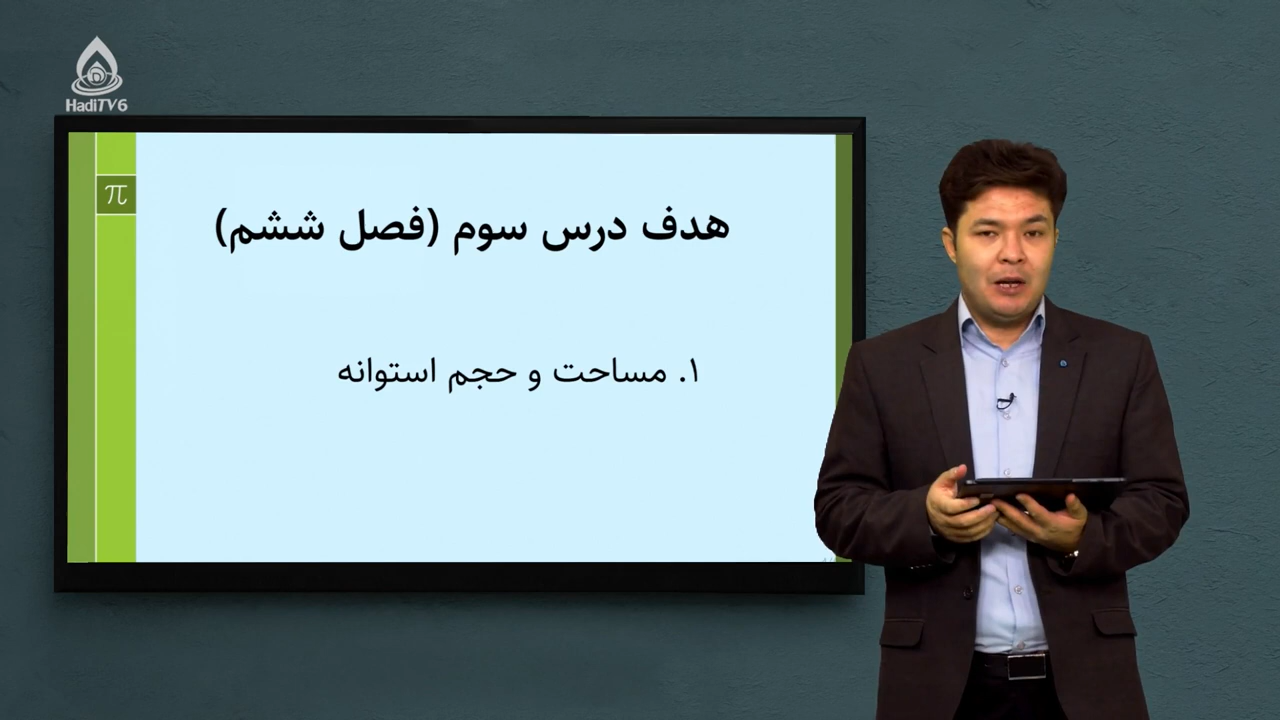 HadiTV6
π
هدف درس سوم (فصل ششم)
۱. مساحت و حجم استوانه